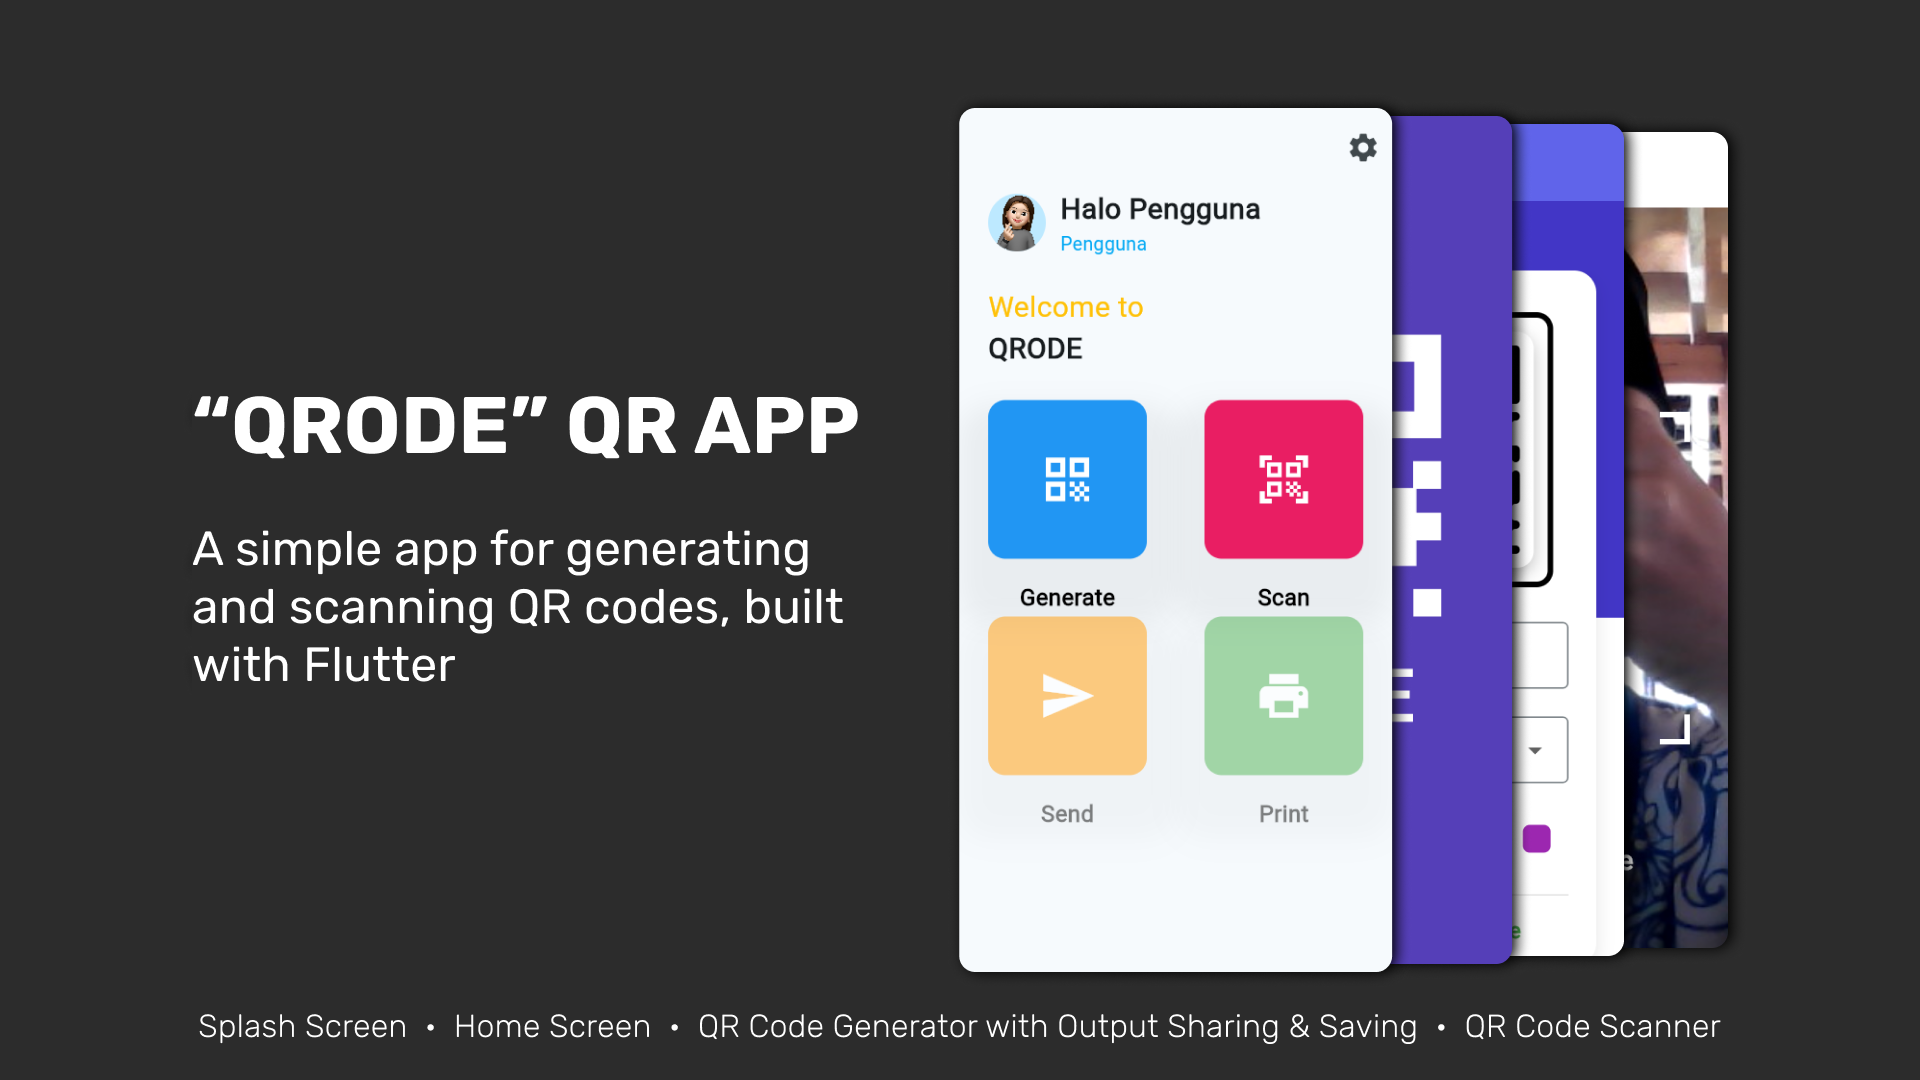 “QRODE” QR APP
A simple app for generating
and scanning QR codes, built
with Flutter
Halo Pengguna
Pengguna
Welcome to
QRODE
Generate
Scan
Send
Print
E
e
e
Splash Screen • Home Screen • QR Code Generator with Output Sharing & Saving • QR Code Scanner